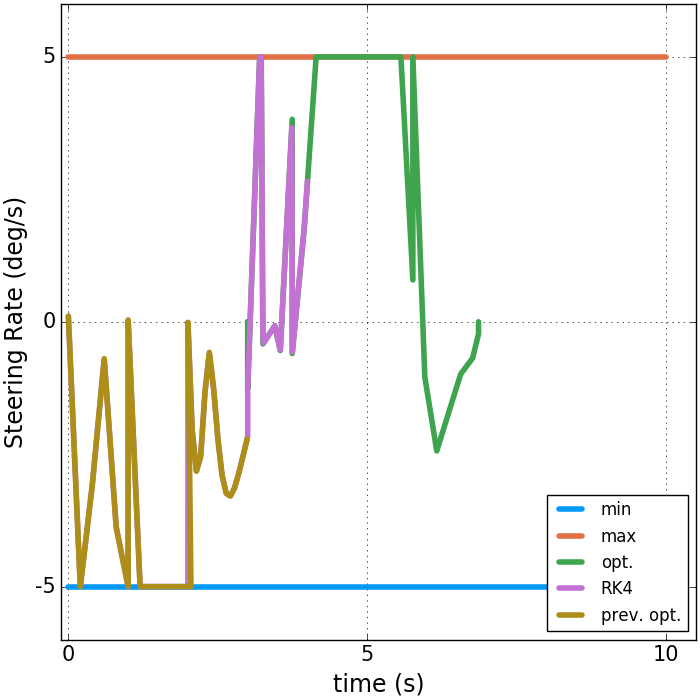 Steering Rate (deg/s)
5
0
-5
0
5
10
time (s)
min
max
opt.
RK4
prev. opt.